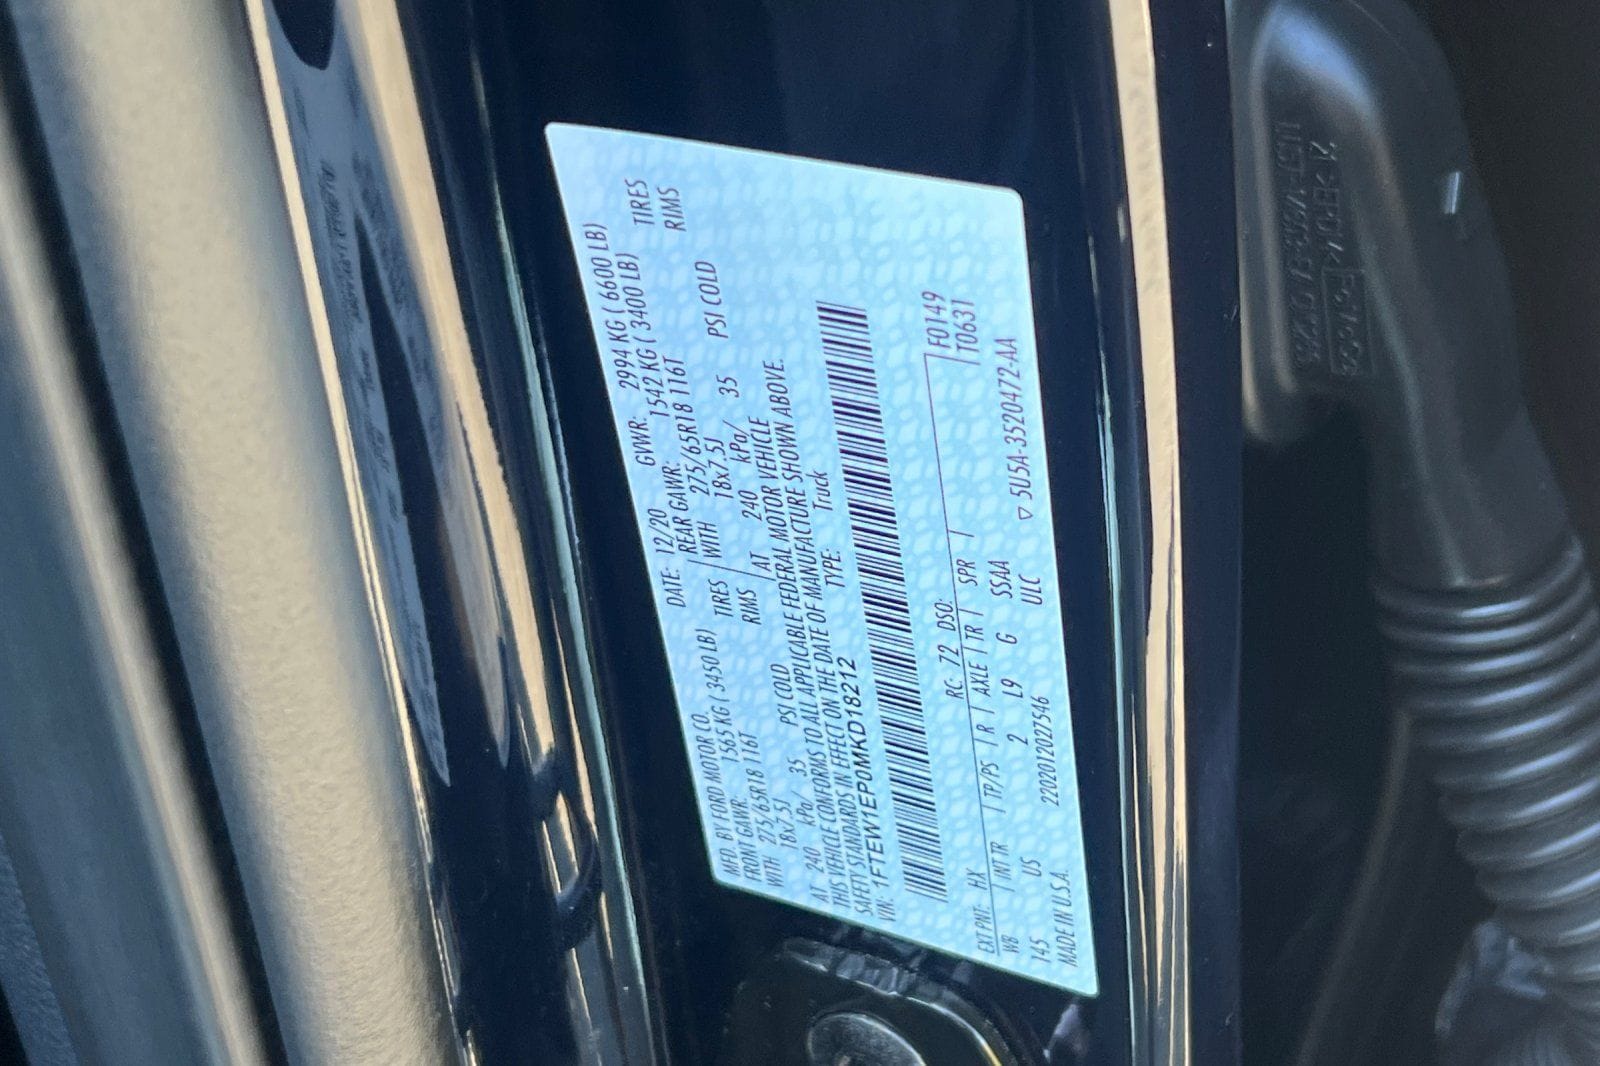 MFD. BY FORD MOTOR CO.
DATE: 12/20 GVWR: 2994 KG ( 6600 LB)
FRONT GAWR: 1565 KG ( 3450 LB) REAR GAWR: 1542 KG ( 3400 LB)
WITH 275/65R18 116T TIRES WITH 275/65R18 116T TIRES
18x7.5J RIMS 18x7.5J RIMS
AT 240 kPa/ 35 PSI COLD AT 240 kPa/ 35 PSI COLD
THIS VEHICLE CONFORMS TO ALL APPLICABLE FEDERAL MOTOR VEHICLE
SAFETY STANDARDS IN EFFECT ON THE DATE OF MANUFACTURE SHOWN ABOVE.
VIN: 1FTEW1EP0MKD18212 TYPE: Truck
F0149
T0631
EXT PNT: HX RC: 72 DSO:
WB INT TR TP/PS R AXLE TR SPR
145 US 2 L9 G SSAA
MADE IN U.S.A. 220201202027546 ULC ▽ 5U5A-3520472-AA